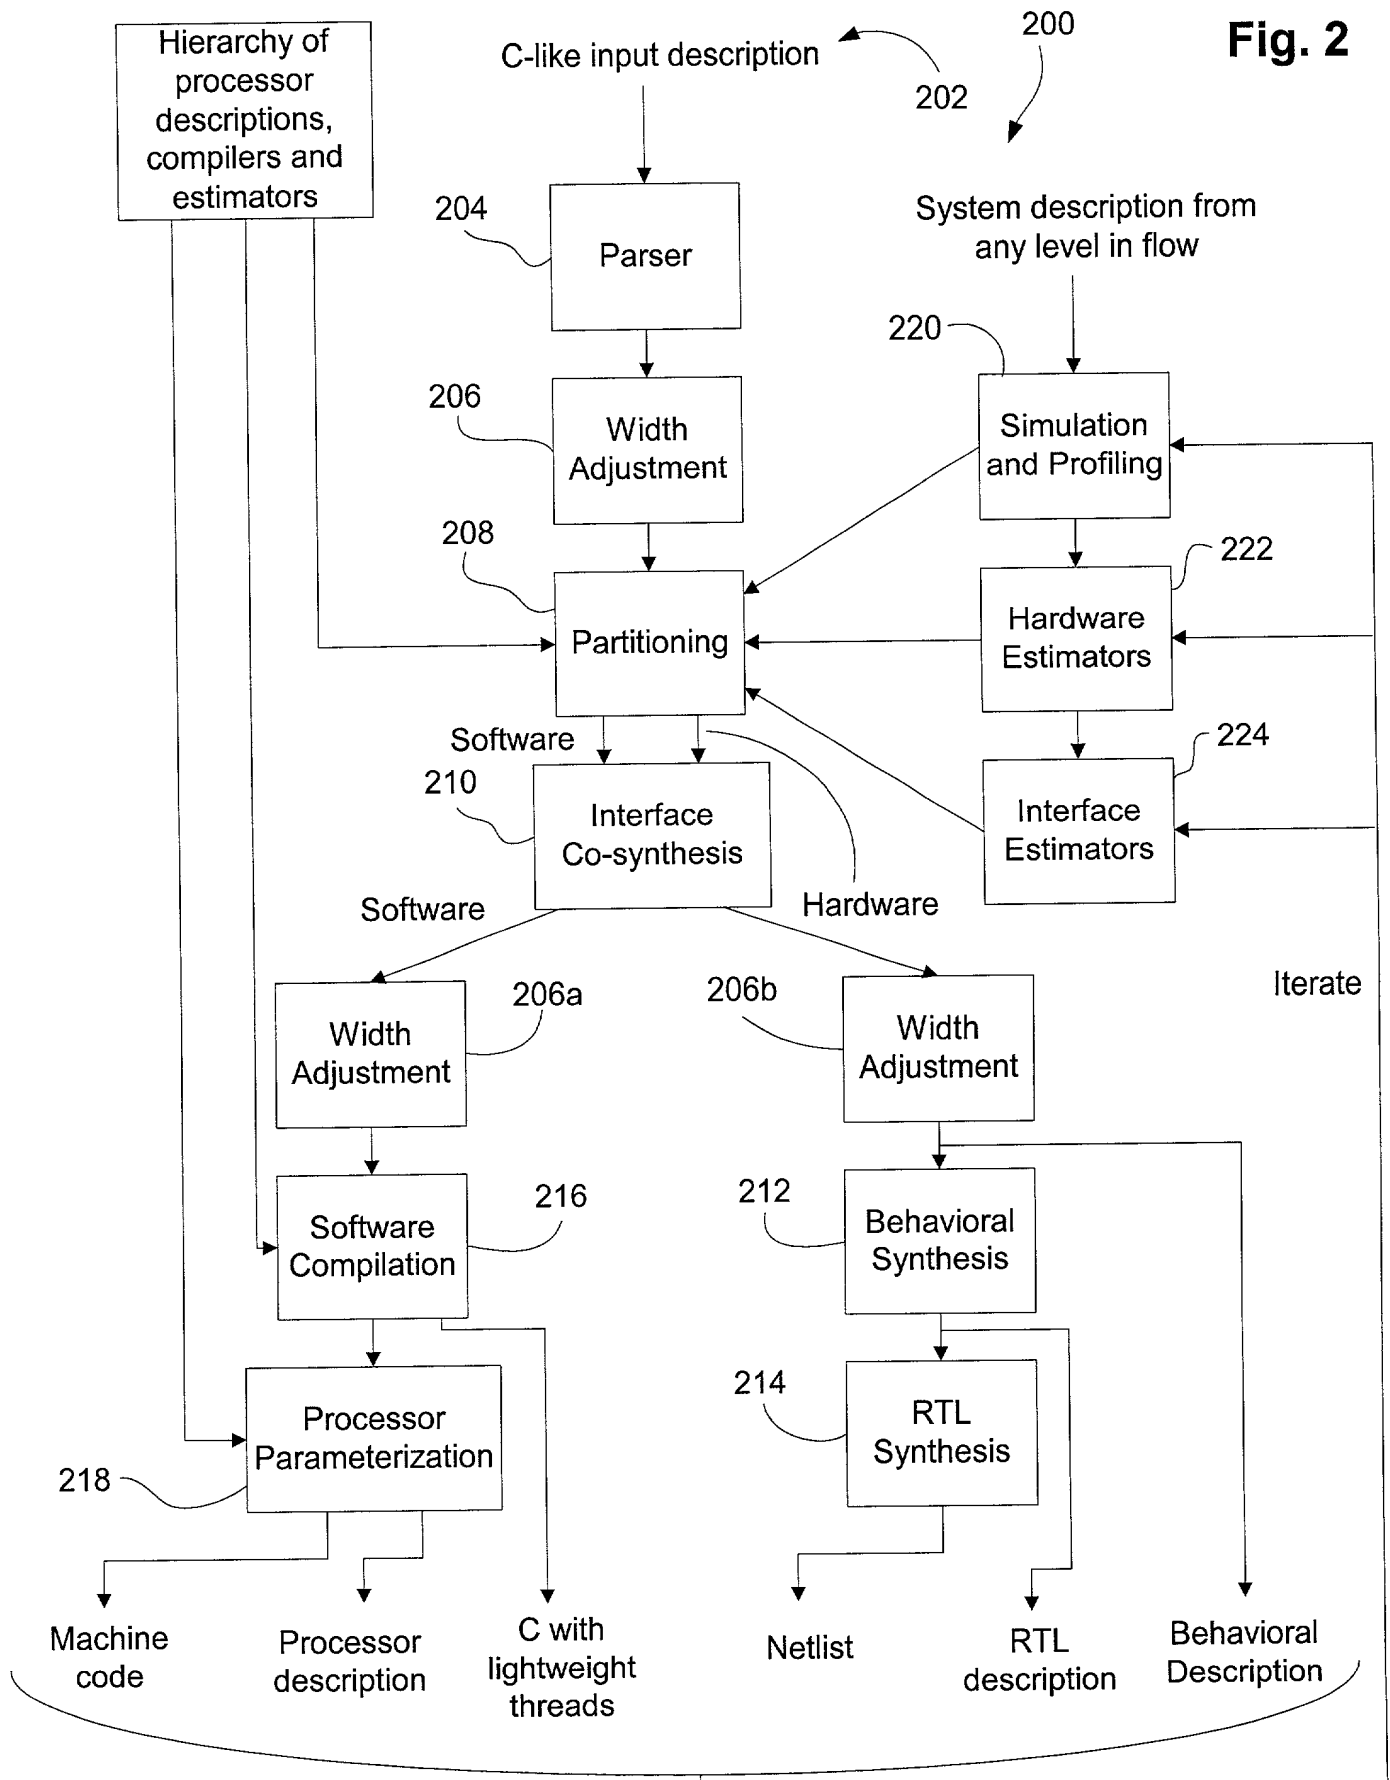 Fig. 2
Hierarchy of
processor
descriptions,
compilers and
estimators
C-like input description
202
200
204
Parser
System description from
any level in flow
220
206
Width
Adjustment
Simulation
and Profiling
208
Partitioning
222
Hardware
Estimators
Software
210
Interface
Co-synthesis
224
Interface
Estimators
Software
Hardware
Iterate
206a
Width
Adjustment
206b
Width
Adjustment
216
Software
Compilation
212
Behavioral
Synthesis
218
Processor
Parameterization
214
RTL
Synthesis
Machine
code
Processor
description
C with
lightweight
threads
Netlist
RTL
description
Behavioral
Description